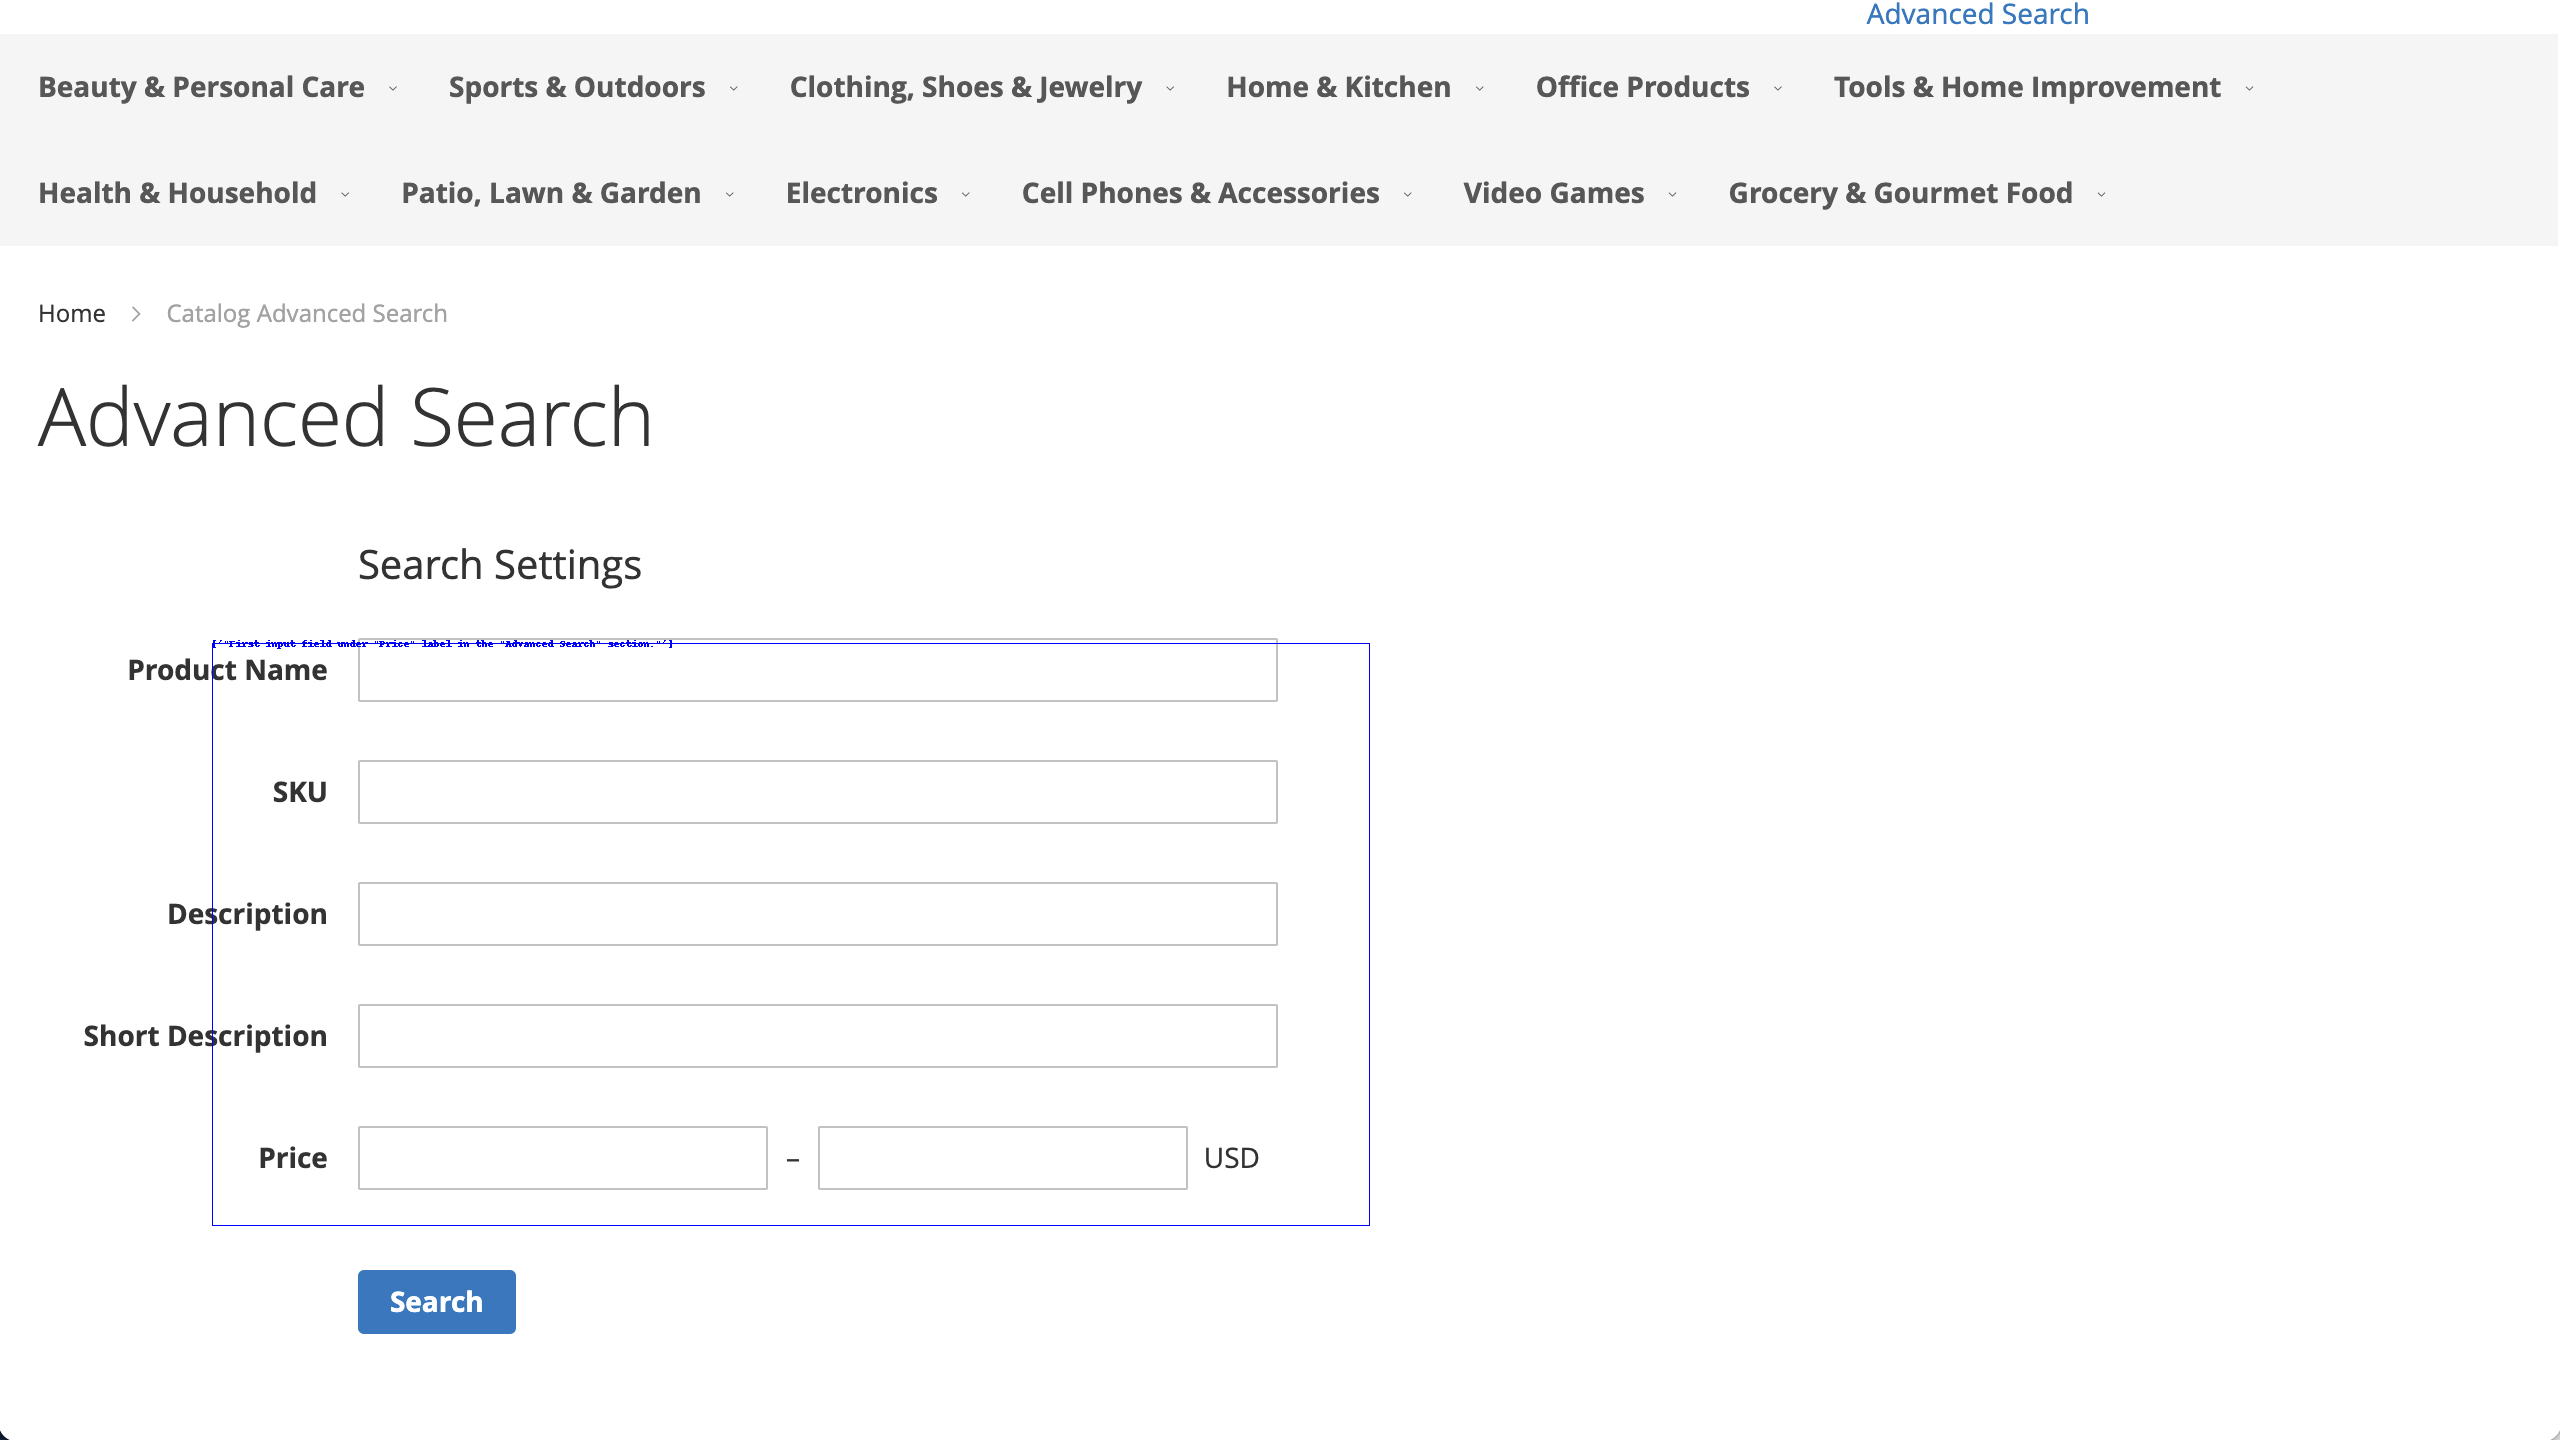 Advanced Search
Beauty & Personal Care Sports & Outdoors Clothing, Shoes & Jewelry Home & Kitchen Office Products Tools & Home Improvement
Health & Household Patio, Lawn & Garden Electronics Cell Phones & Accessories Video Games Grocery & Gourmet Food
Home > Catalog Advanced Search
Advanced Search
Search Settings
['"First input field under "Price" label in the "Advanced Search" section."']
Product Name
SKU
Description
Short Description
Price – USD
Search